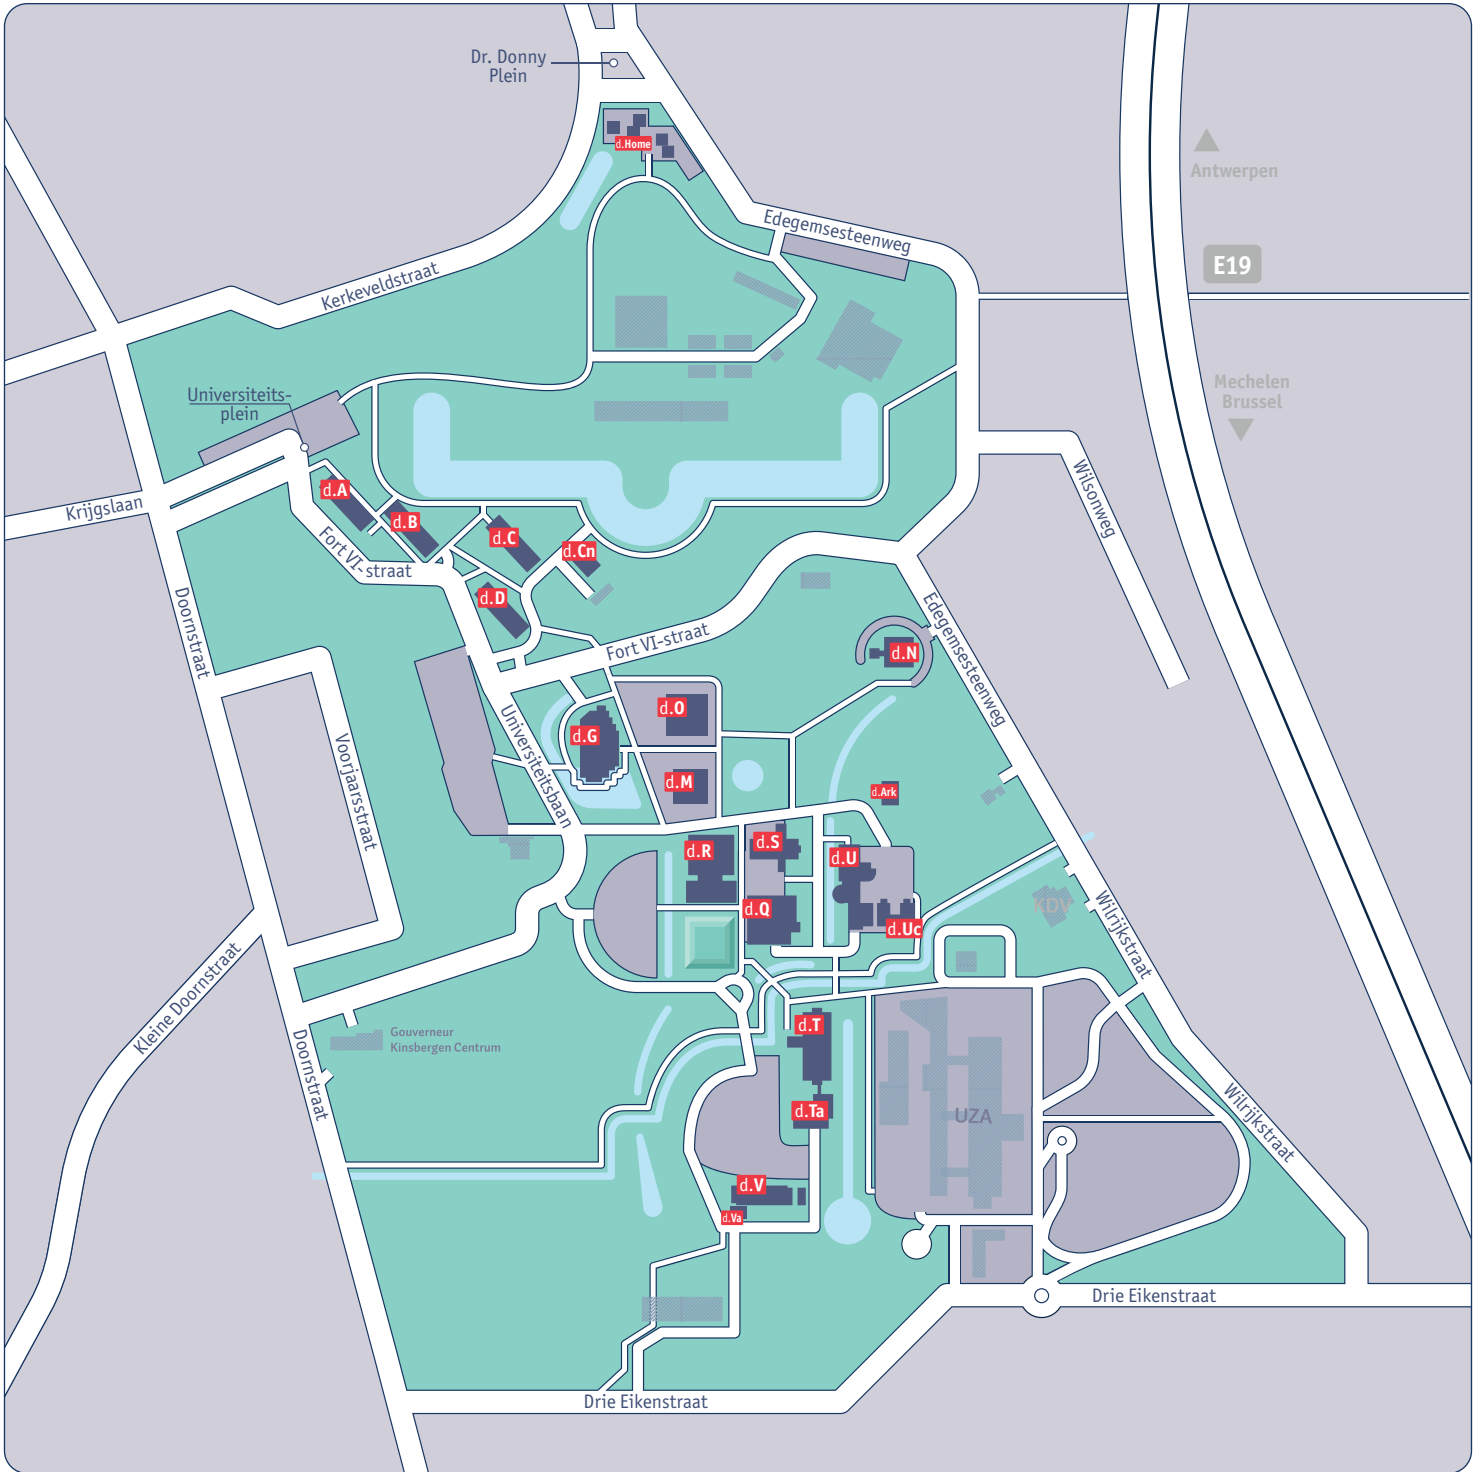 Dr. Donny
Plein
d.Home
Antwerpen
Edegemsesteenweg
E19
Kerkeveldstraat
Mechelen
Brussel
Universiteits-
plein
d.A
Krijgslaan
Wilsonweg
d.B
d.C
d.Cn
Fort VI-straat
d.D
Doornstraat
Fort VI-straat
Edegemsesteenweg
d.N
d.O
Universiteitsbaan
d.G
Voorjaarsstraat
d.M
d.Ark
d.S
d.R
d.U
d.Q
KDV
d.Uc
Wilrijkstraat
Kleine Doornstraat
d.T
Gouverneur
Kinsbergen Centrum
Doornstraat
d.Ta
UZA
Wilrijkstraat
d.V
d.Va
Drie Eikenstraat
Drie Eikenstraat